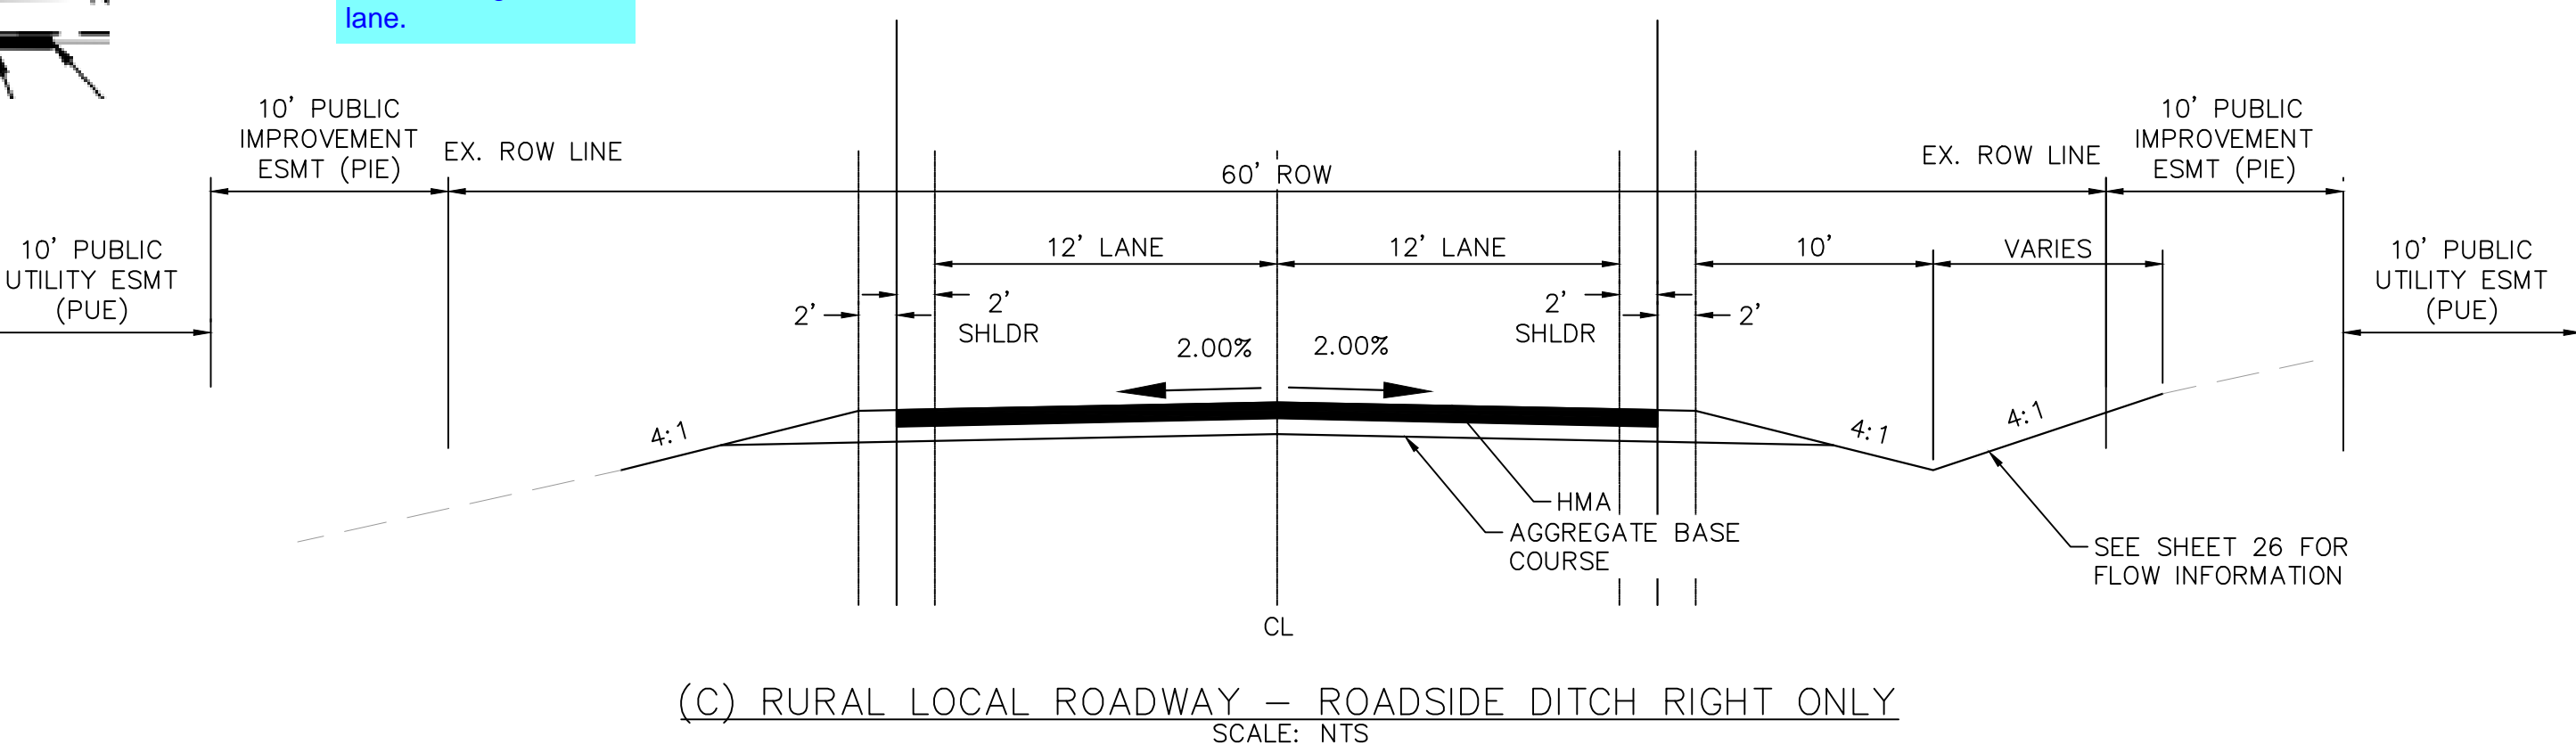 lane.
10' PUBLIC
IMPROVEMENT
ESMT (PIE)
EX. ROW LINE
60' ROW
EX. ROW LINE
10' PUBLIC
IMPROVEMENT
ESMT (PIE)
10' PUBLIC
UTILITY ESMT
(PUE)
12' LANE
12' LANE
10'
VARIES
10' PUBLIC
UTILITY ESMT
(PUE)
2'
2'
SHLDR
2'
SHLDR
2'
2.00%
2.00%
4:1
4:1
4:1
HMA
AGGREGATE BASE
COURSE
SEE SHEET 26 FOR
FLOW INFORMATION
CL
(C) RURAL LOCAL ROADWAY – ROADSIDE DITCH RIGHT ONLY
SCALE: NTS